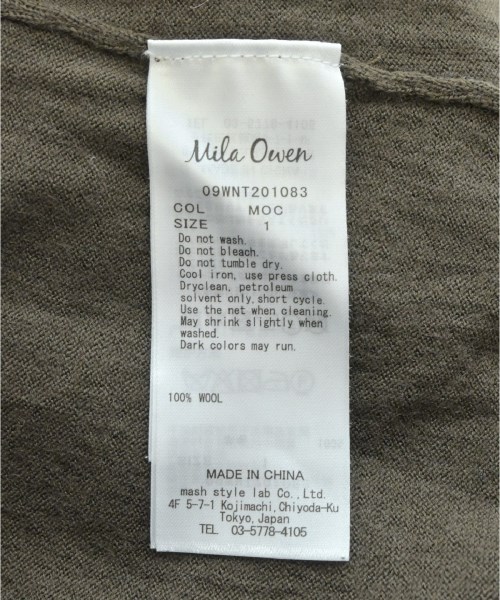 Mila Owen
09WNT201083
COL MOC
SIZE 1
Do not wash.
Do not bleach.
Do not tumble dry.
Cool iron, use press cloth.
Dryclean, petroleum
solvent only, short cycle.
Use the net when cleaning.
May shrink slightly when
washed.
Dark colors may run.
100% WOOL
MADE IN CHINA
mash style lab Co., Ltd.
4F 5-7-1 Kojimachi, Chiyoda-Ku
Tokyo, Japan
TEL 03-5778-4105